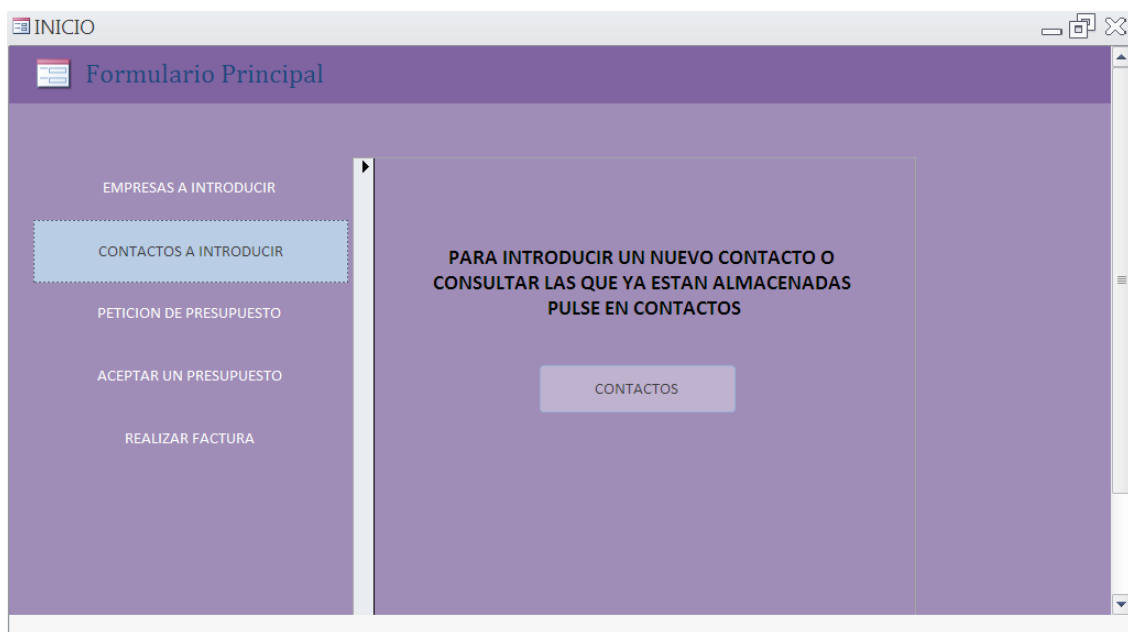 INICIO
Formulario Principal
EMPRESAS A INTRODUCIR
CONTACTOS A INTRODUCIR
PETICION DE PRESUPUESTO
ACEPTAR UN PRESUPUESTO
REALIZAR FACTURA
PARA INTRODUCIR UN NUEVO CONTACTO O
CONSULTAR LAS QUE YA ESTAN ALMACENADAS
PULSE EN CONTACTOS
CONTACTOS